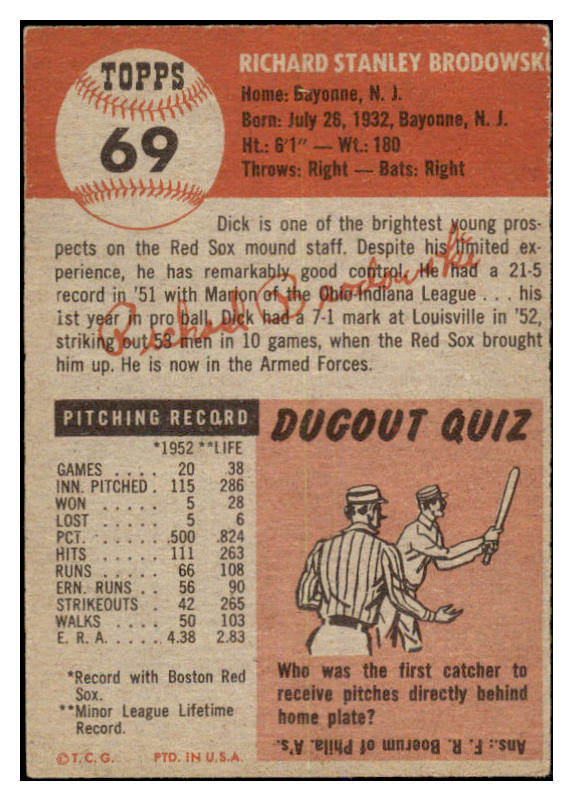 TOPPS
69
RICHARD STANLEY BRODOWSKI
Home: Bayonne, N. J.
Born: July 26, 1932, Bayonne, N. J.
Ht.: 6'1" — Wt.: 180
Throws: Right — Bats: Right
Dick is one of the brightest young pros-
pects on the Red Sox mound staff. Despite his limited ex-
perience, he has remarkably good control. He had a 21-5
record in '51 with Marion of the Ohio-Indiana League . . . his
1st year in pro ball. Dick had a 7-1 mark at Louisville in '52,
striking out 53 men in 10 games, when the Red Sox brought
him up. He is now in the Armed Forces.
Richard Brodowski
PITCHING RECORD
*1952 **LIFE
GAMES . . . . 20 38
INN. PITCHED . 115 286
WON . . . . . 5 28
LOST . . . . . 5 6
PCT. . . . . . .500 .824
HITS . . . . . 111 263
RUNS . . . . . 66 108
ERN. RUNS . . 56 90
STRIKEOUTS . 42 265
WALKS . . . . 50 103
E. R. A. . . . . . 4.38 2.83
*Record with Boston Red
Sox.
**Minor League Lifetime
Record.
© T. C. G. PTD. IN U.S.A.
DUGOUT QUIZ
Who was the first catcher to
receive pitches directly behind
home plate?
Ans.: F. R. Boerum of Phila. A's.